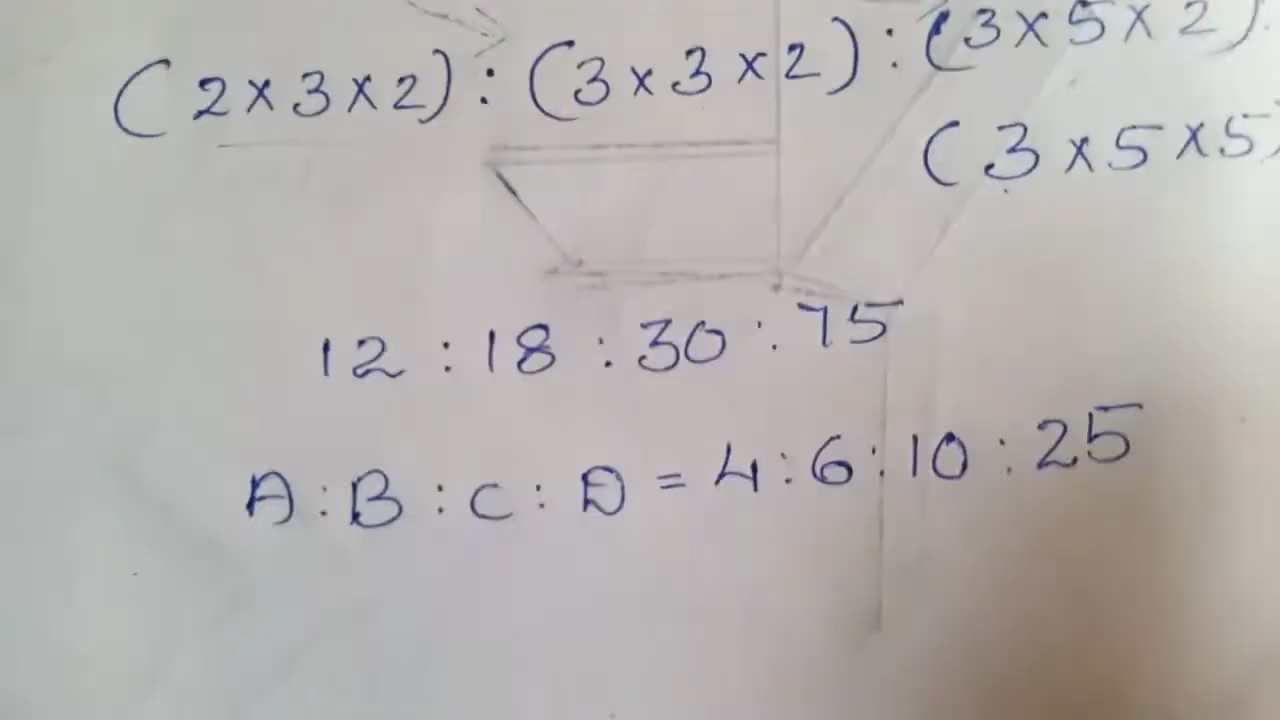 (2×3×2) : (3×3×2) : (3×5×2) :
(3×5×5)
12 : 18 : 30 : 75
A : B : C : D = 4 : 6 : 10 : 25